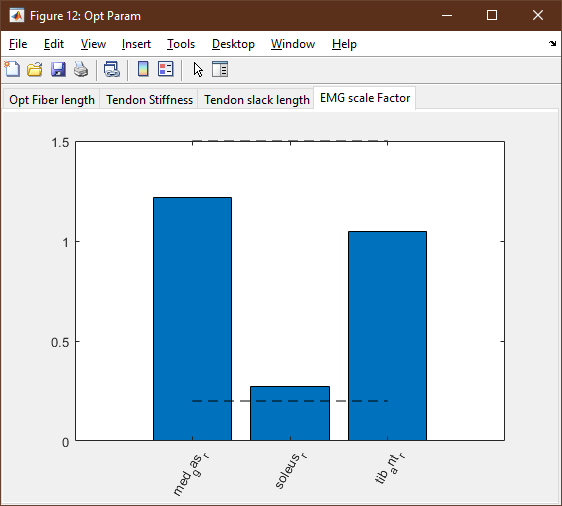 Figure 12: Opt Param
File Edit View Insert Tools Desktop Window Help
Opt Fiber length Tendon Stiffness Tendon slack length EMG scale Factor
1.5
1
0.5
0
med_gas_r soleus_r tib_ant_r